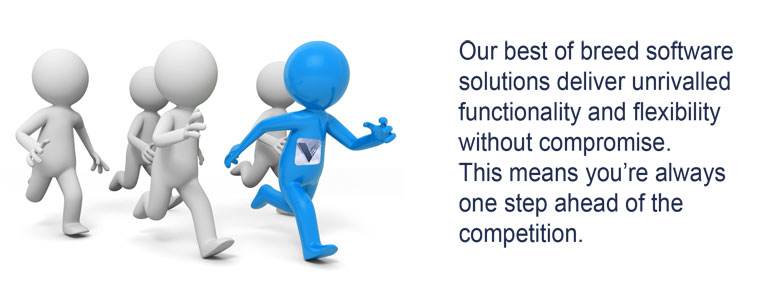 Our best of breed software
solutions deliver unrivalled
functionality and flexibility
without compromise.
This means you're always
one step ahead of the
competition.